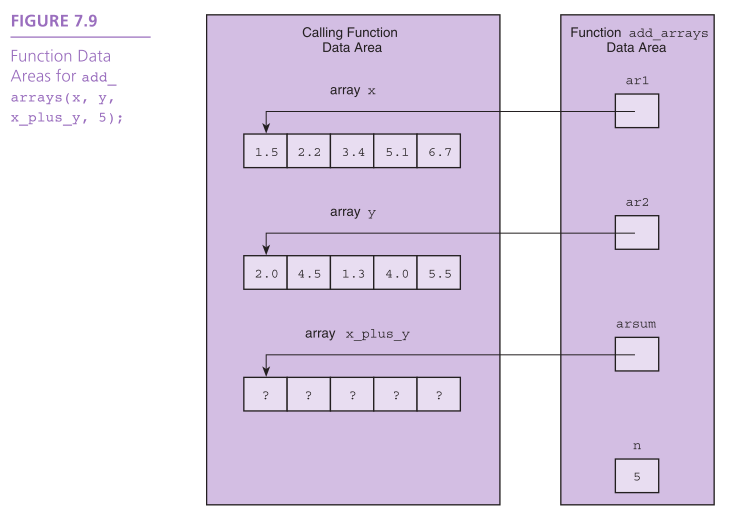 FIGURE 7.9
Function Data
Areas for add_
arrays(x, y,
x_plus_y, 5);
Calling Function
Data Area
array x
1.5 2.2 3.4 5.1 6.7
array y
2.0 4.5 1.3 4.0 5.5
array x_plus_y
? ? ? ? ?
Function add_arrays
Data Area
ar1
ar2
arsum
n
5